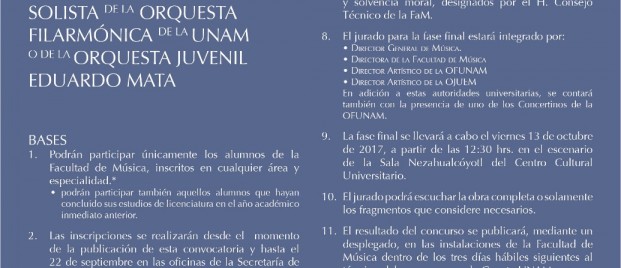 SOLISTA DE LA ORQUESTA
FILARMÓNICA DE LA UNAM
O DE LA ORQUESTA JUVENIL
EDUARDO MATA
BASES
1. Podrán participar únicamente los alumnos de la
Facultad de Música, inscritos en cualquier área y
especialidad.*
• podrán participar también aquellos alumnos que hayan
concluido sus estudios de licenciatura en el año académico
inmediato anterior.
2. Las inscripciones se realizarán desde el momento
de la publicación de esta convocatoria y hasta el
22 de septiembre en las oficinas de la Secretaría de
y solvencia moral, designados por el H. Consejo
Técnico de la FaM.
8. El jurado para la fase final estará integrado por:
• Director General de Música.
• Directora de la Facultad de Música
• Director Artístico de la OFUNAM
• Director Artístico de la OJUEM
En adición a estas autoridades universitarias, se contará
también con la presencia de uno de los Concertinos de la
OFUNAM.
9. La fase final se llevará a cabo el viernes 13 de octubre
de 2017, a partir de las 12:30 hrs. en el escenario
de la Sala Nezahualcóyotl del Centro Cultural
Universitario.
10. El jurado podrá escuchar la obra completa o solamente
los fragmentos que considere necesarios.
11. El resultado del concurso se publicará, mediante un
desplegado, en las instalaciones de la Facultad de
Música dentro de los tres días hábiles siguientes al